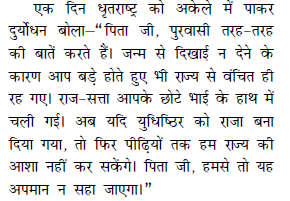 एक दिन धृतराष्ट्र को अकेले में पाकर
दुर्योधन बोला—“पिता जी, पुरवासी तरह-तरह
की बातें करते हैं। जन्म से दिखाई न देने के
कारण आप बड़े होते हुए भी राज्य से वंचित ही
रह गए। राज-सत्ता आपके छोटे भाई के हाथ में
चली गई। अब यदि युधिष्ठिर को राजा बना
दिया गया, तो फिर पीढ़ियों तक हम राज्य की
आशा नहीं कर सकेंगे। पिता जी, हमसे तो यह
अपमान न सहा जाएगा।”